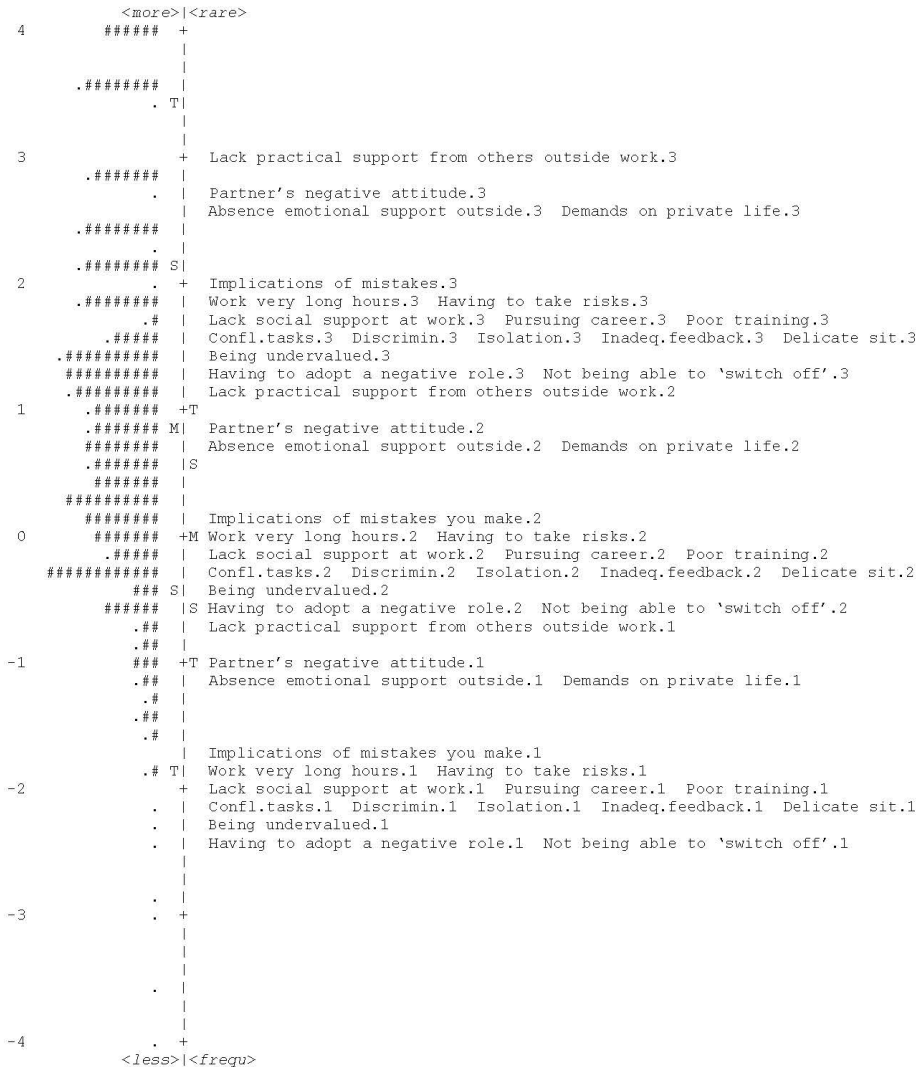 <more>|<rare>
4 ###### +
|
|
.######## |
. T|
|
|
3 + Lack practical support from others outside work.3
.####### |
. | Partner's negative attitude.3
| Absence emotional support outside.3 Demands on private life.3
.######## |
. |
.######## S|
2 . + Implications of mistakes.3
.######## | Work very long hours.3 Having to take risks.3
.# | Lack social support at work.3 Pursuing career.3 Poor training.3
.##### | Confl.tasks.3 Discrimin.3 Isolation.3 Inadeq.feedback.3 Delicate sit.3
.########## | Being undervalued.3
########## | Having to adopt a negative role.3 Not being able to ‘switch off’.3
.######### | Lack practical support from others outside work.2
1 .####### +T
.####### M| Partner's negative attitude.2
######## | Absence emotional support outside.2 Demands on private life.2
.####### |S
####### |
########## |
######## | Implications of mistakes you make.2
0 ####### +M Work very long hours.2 Having to take risks.2
.##### | Lack social support at work.2 Pursuing career.2 Poor training.2
############ | Confl.tasks.2 Discrimin.2 Isolation.2 Inadeq.feedback.2 Delicate sit.2
### S| Being undervalued.2
###### |S Having to adopt a negative role.2 Not being able to ‘switch off’.2
.## | Lack practical support from others outside work.1
.## |
-1 ### +T Partner's negative attitude.1
.## | Absence emotional support outside.1 Demands on private life.1
.# |
.## |
.# |
| Implications of mistakes you make.1
.# T| Work very long hours.1 Having to take risks.1
-2 + Lack social support at work.1 Pursuing career.1 Poor training.1
. | Confl.tasks.1 Discrimin.1 Isolation.1 Inadeq.feedback.1 Delicate sit.1
. | Being undervalued.1
. | Having to adopt a negative role.1 Not being able to ‘switch off’.1
|
|
. |
-3 . +
|
|
|
. |
|
|
-4 . +
<less>|<frequ>